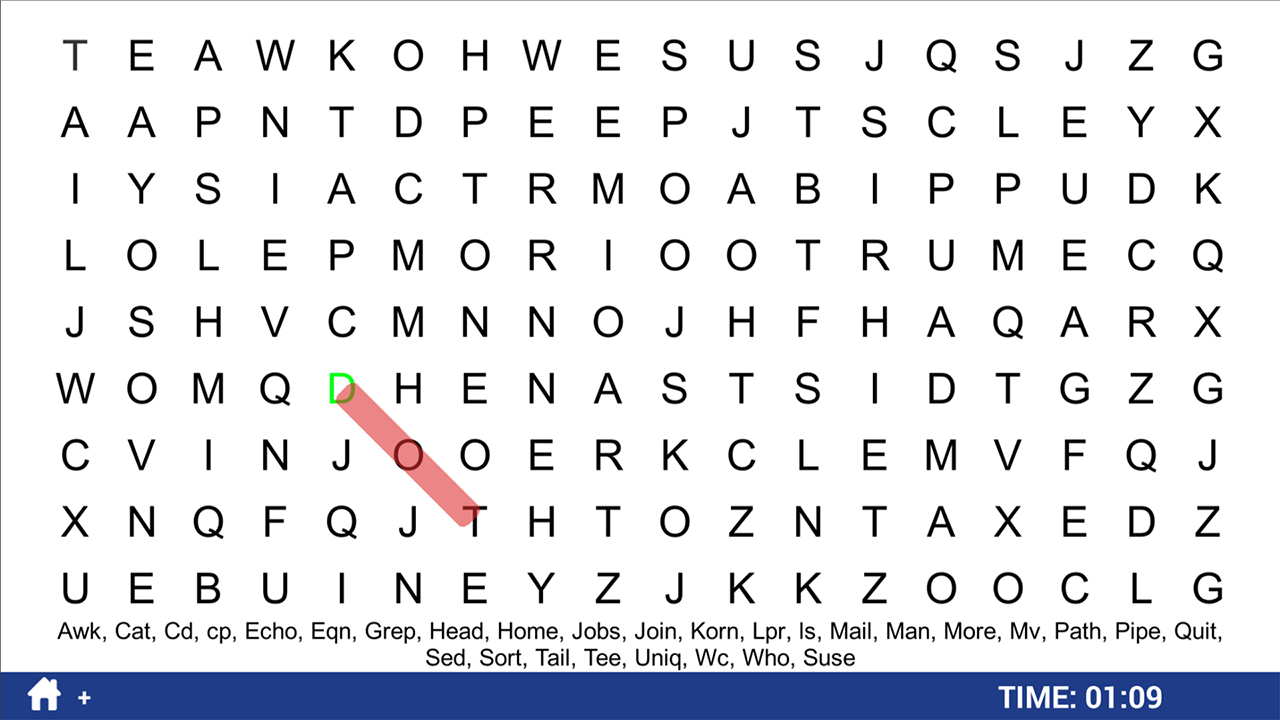 T E A W K O H W E S U S J Q S J Z G
A A P N T D P E E P J T S C L E Y X
I Y S I A C T R M O A B I P P U D K
L O L E P M O R I O O T R U M E C Q
J S H V C M N N O J H F H A Q A R X
W O M Q D H E N A S T S I D T G Z G
C V I N J O O E R K C L E M V F Q J
X N Q F Q J T H T O Z N T A X E D Z
U E B U I N E Y Z J K K Z O O C L G
Awk, Cat, Cd, cp, Echo, Eqn, Grep, Head, Home, Jobs, Join, Korn, Lpr, ls, Mail, Man, More, Mv, Path, Pipe, Quit,
Sed, Sort, Tail, Tee, Uniq, Wc, Who, Suse
+ TIME: 01:09